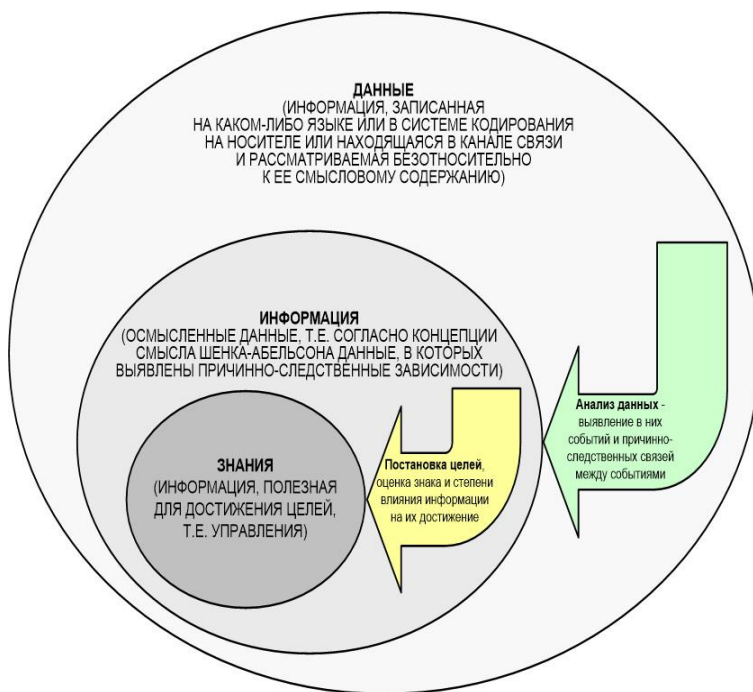 ДАННЫЕ
(ИНФОРМАЦИЯ, ЗАПИСАННАЯ
НА КАКОМ-ЛИБО ЯЗЫКЕ ИЛИ В СИСТЕМЕ КОДИРОВАНИЯ
НА НОСИТЕЛЕ ИЛИ НАХОДЯЩАЯСЯ В КАНАЛЕ СВЯЗИ
И РАССМАТРИВАЕМАЯ БЕЗОТНОСИТЕЛЬНО
К ЕЕ СМЫСЛОВОМУ СОДЕРЖАНИЮ)
ИНФОРМАЦИЯ
(ОСМЫСЛЕННЫЕ ДАННЫЕ, Т.Е. СОГЛАСНО КОНЦЕПЦИИ
СМЫСЛА ШЕНКА-АБЕЛЬСОНА ДАННЫЕ, В КОТОРЫХ
ВЫЯВЛЕНЫ ПРИЧИННО-СЛЕДСТВЕННЫЕ ЗАВИСИМОСТИ)
Анализ данных -
выявление в них
событий и причинно-
следственных связей
между событиями
Постановка целей,
оценка знака и степени
влияния информации
на их достижение
ЗНАНИЯ
(ИНФОРМАЦИЯ, ПОЛЕЗНАЯ
ДЛЯ ДОСТИЖЕНИЯ ЦЕЛЕЙ,
Т.Е. УПРАВЛЕНИЯ)